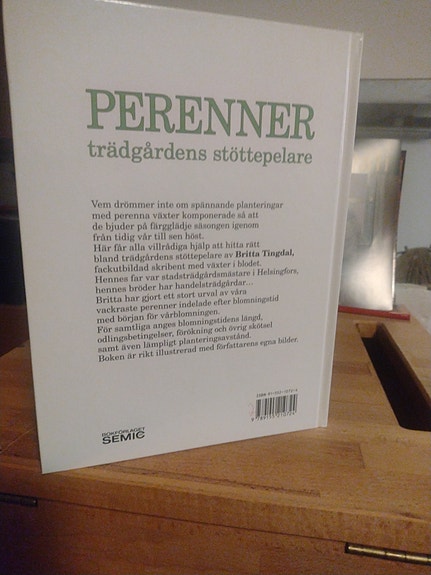 PERENNER
trädgårdens stöttepelare
Vem drömmer inte om spännande planteringar
med perenna växter komponerade så att
de bjuder på färgglädje säsongen igenom
från tidig vår till sen höst.
Här får alla villrådiga hjälp att hitta rätt
bland trädgårdens stöttepelare av Britta Tingdal,
fackutbildad skribent med växter i blodet.
Hennes far var stadsträdgårdsmästare i Helsingfors,
hennes bröder har handelsträdgårdar...
Britta har gjort ett stort urval av våra
vackraste perenner indelade efter blomningstid
med början för vårblomningen.
För samtliga anges blomningstidens längd,
odlingsbetingelser, förökning och övrig skötsel
samt även lämpligt planteringsavstånd.
Boken är rikt illustrerad med författarens egna bilder.
BOKFÖRLAGET
SEMIC